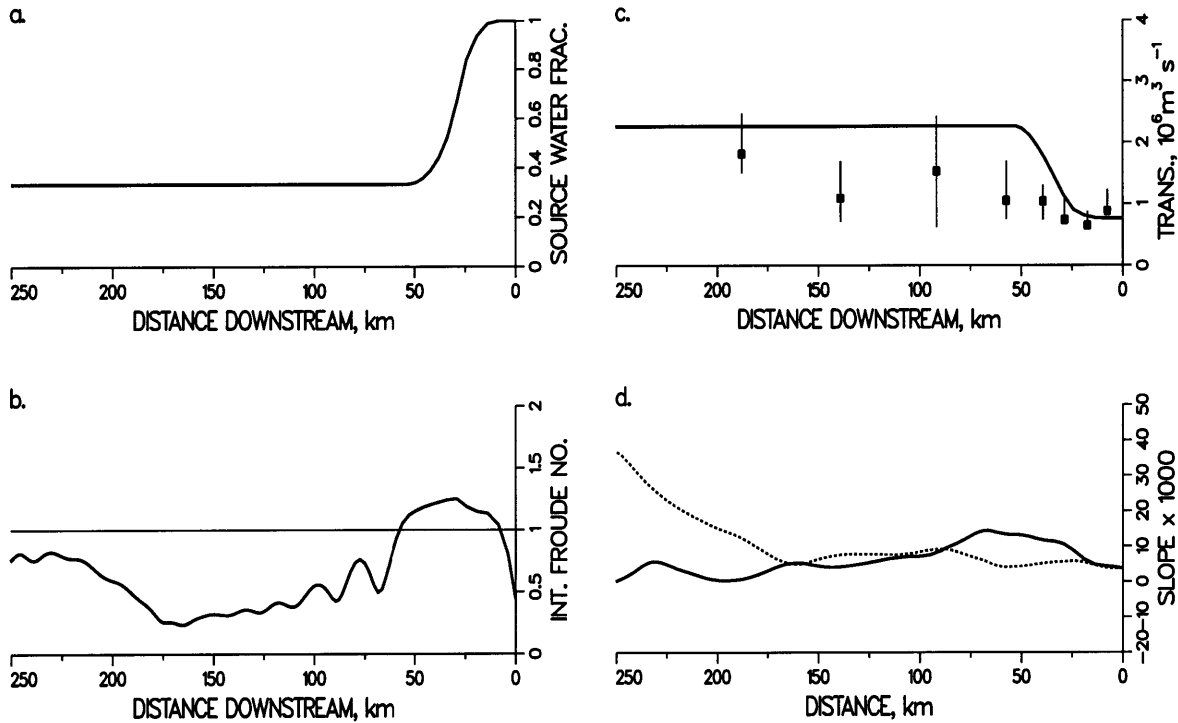 a.
1
0.8
0.6
0.4
0.2
0
SOURCE WATER FRAC.
250 200 150 100 50 0
DISTANCE DOWNSTREAM, km
c.
4
3
2
1
0
TRANS., 10⁶m³ s⁻¹
250 200 150 100 50 0
DISTANCE DOWNSTREAM, km
b.
2
1.5
1
0.5
0
INT. FROUDE NO.
250 200 150 100 50 0
DISTANCE DOWNSTREAM, km
d.
50
40
30
20
10
0
-10
-20
SLOPE x 1000
250 200 150 100 50 0
DISTANCE, km